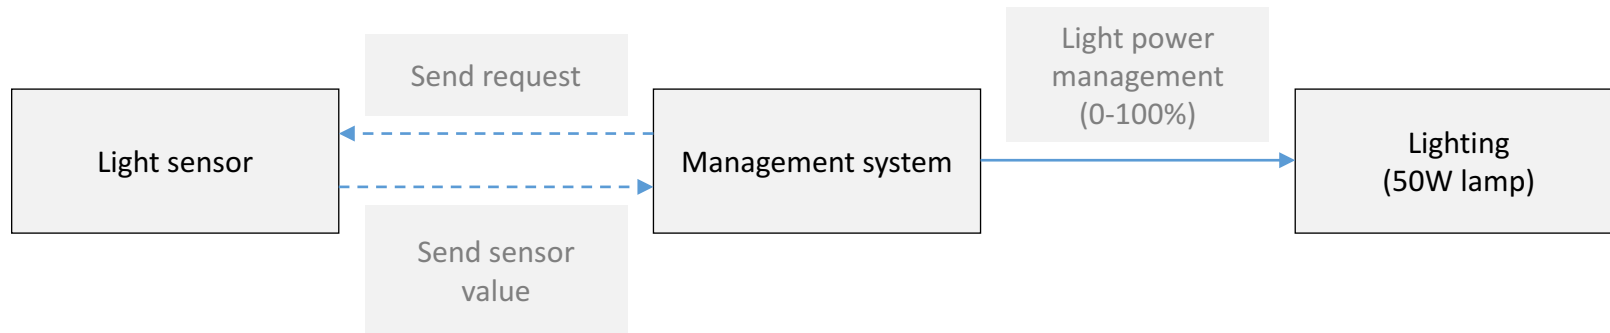 Light power
management
(0-100%)
Send request
Light sensor
Management system
Lighting
(50W lamp)
Send sensor
value